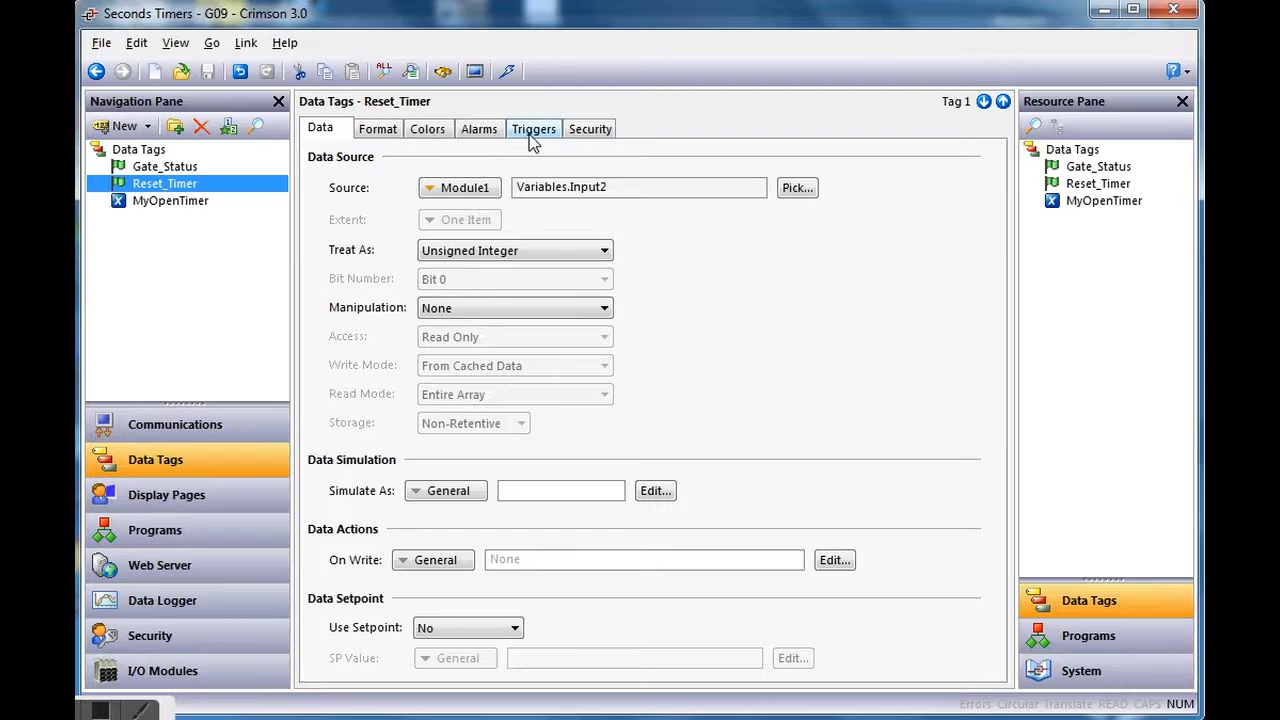 Seconds Timers - G09 - Crimson 3.0
File Edit View Go Link Help
ALL
Navigation Pane
New
Data Tags
Gate_Status
Reset_Timer
MyOpenTimer
Communications
Data Tags
Display Pages
Programs
Web Server
Data Logger
Security
I/O Modules
Data Tags - Reset_Timer
Tag 1
Data Format Colors Alarms Triggers Security
Data Source
Source: Module1 Variables.Input2 Pick...
Extent: One Item
Treat As: Unsigned Integer
Bit Number: Bit 0
Manipulation: None
Access: Read Only
Write Mode: From Cached Data
Read Mode: Entire Array
Storage: Non-Retentive
Data Simulation
Simulate As: General Edit...
Data Actions
On Write: General None Edit...
Data Setpoint
Use Setpoint: No
SP Value: General Edit...
Resource Pane
Data Tags
Gate_Status
Reset_Timer
MyOpenTimer
Data Tags
Programs
System
Errors Circular Translate READ CAPS NUM